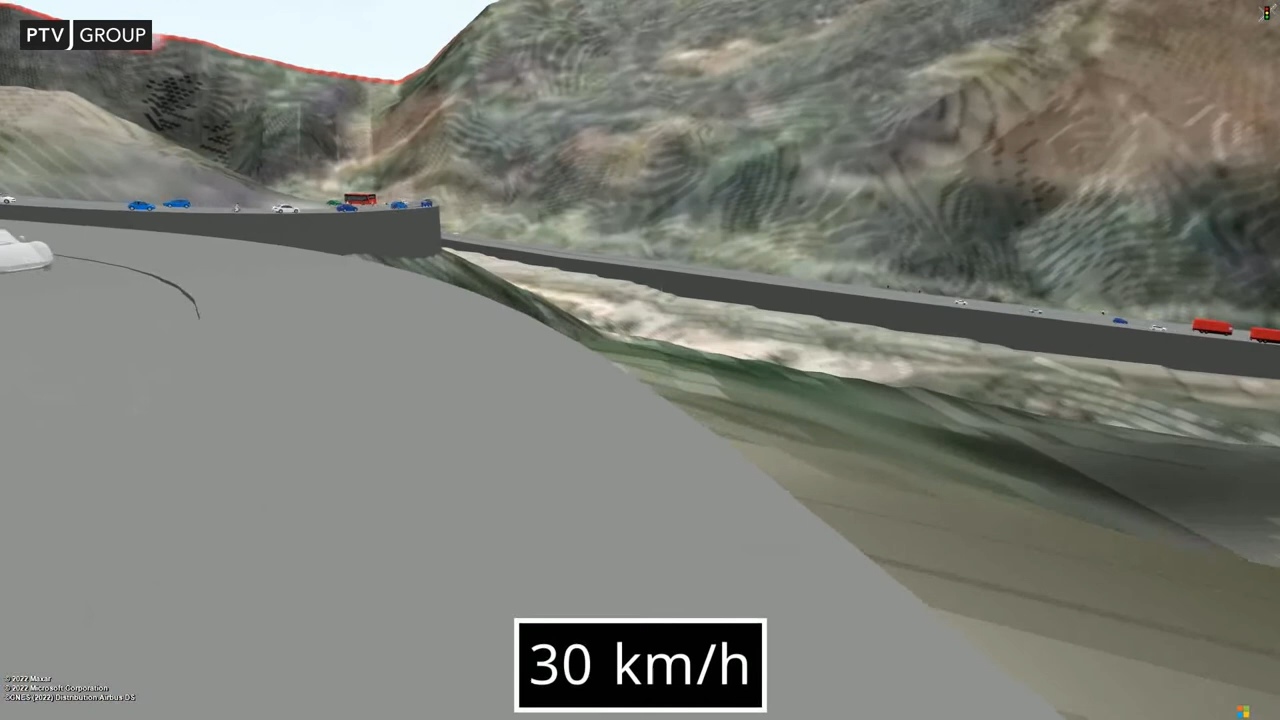 PTV GROUP
30 km/h
© 2022 Maxar
© 2022 Microsoft Corporation
©CNES (2022) Distribution Airbus DS